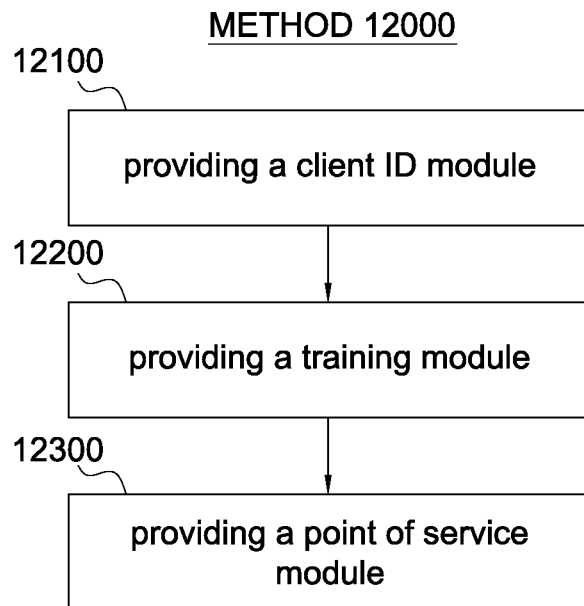 METHOD 12000
12100
providing a client ID module
12200
providing a training module
12300
providing a point of service
module